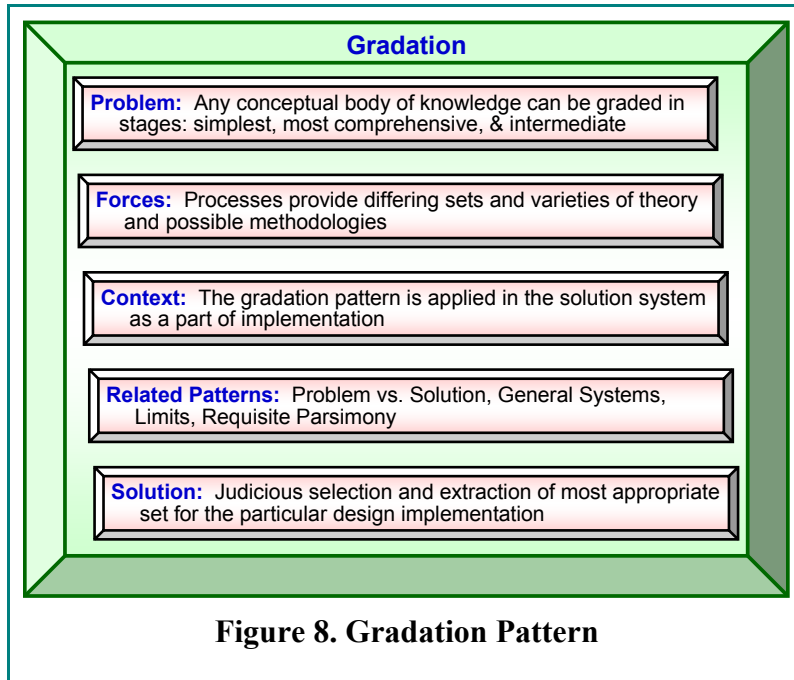 Gradation
Problem: Any conceptual body of knowledge can be graded in
stages: simplest, most comprehensive, & intermediate
Forces: Processes provide differing sets and varieties of theory
and possible methodologies
Context: The gradation pattern is applied in the solution system
as a part of implementation
Related Patterns: Problem vs. Solution, General Systems,
Limits, Requisite Parsimony
Solution: Judicious selection and extraction of most appropriate
set for the particular design implementation
Figure 8. Gradation Pattern